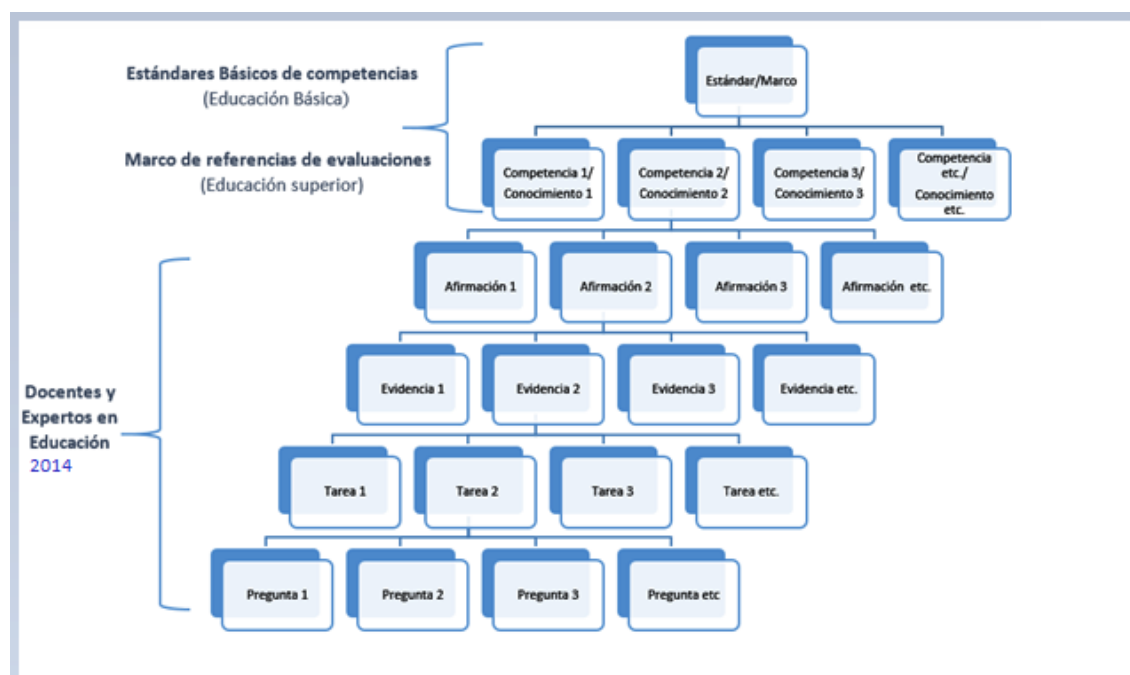 Estándares Básicos de competencias
(Educación Básica)
Marco de referencias de evaluaciones
(Educación superior)
Estándar/Marco
Competencia 1/
Conocimiento 1
Competencia 2/
Conocimiento 2
Competencia 3/
Conocimiento 3
Competencia
etc./
Conocimiento
etc.
Docentes y
Expertos en
Educación
2014
Afirmación 1
Afirmación 2
Afirmación 3
Afirmación etc.
Evidencia 1
Evidencia 2
Evidencia 3
Evidencia etc.
Tarea 1
Tarea 2
Tarea 3
Tarea etc.
Pregunta 1
Pregunta 2
Pregunta 3
Pregunta etc